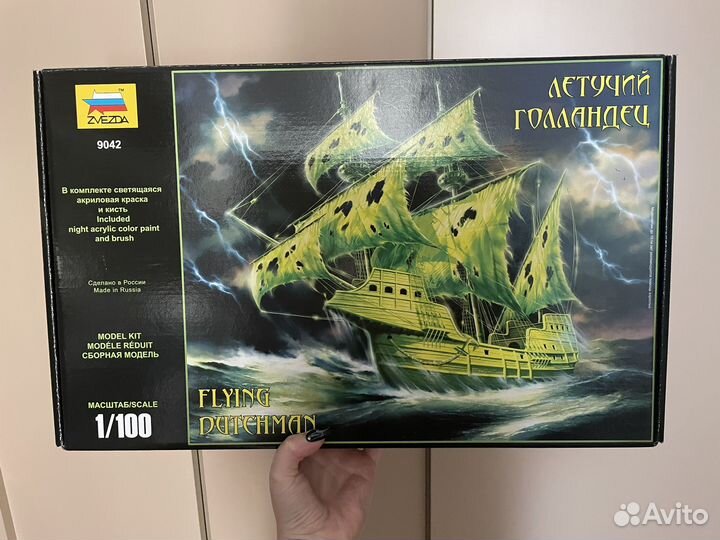 ZVEZDA
™
9042
В комплекте светящаяся
акриловая краска
и кисть
Included
night acrylic color paint
and brush
Сделано в России
Made in Russia
MODEL KIT
MODÈLE RÉDUIT
СБОРНАЯ МОДЕЛЬ
МАСШТАБ/SCALE
1/100
ЛЕТУЧИЙ
ГОЛЛАНДЕЦ
FLYING
DUTCHMAN
Avito